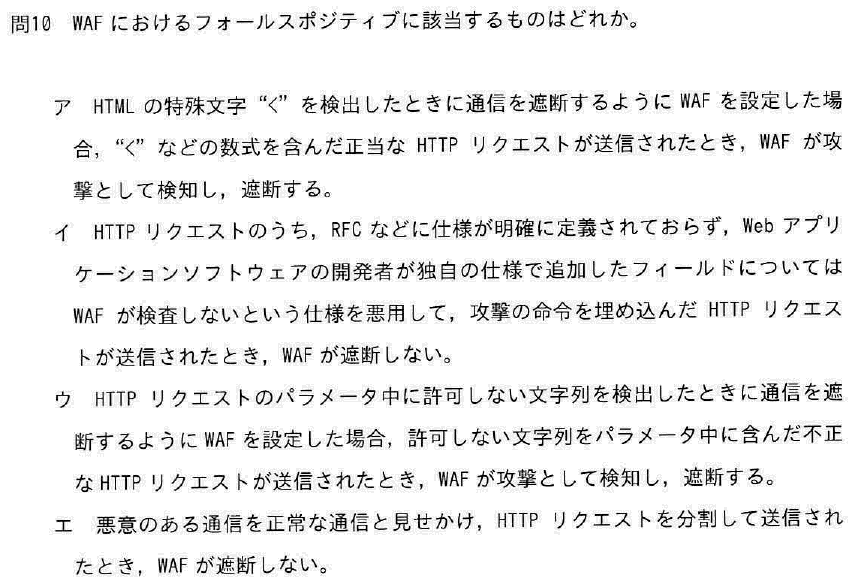 問10 WAF におけるフォールスポジティブに該当するものはどれか。
ア HTML の特殊文字“<”を検出したときに通信を遮断するように WAF を設定した場
合，“<”などの数式を含んだ正当な HTTP リクエストが送信されたとき，WAF が攻
撃として検知し，遮断する。
イ HTTP リクエストのうち，RFC などに仕様が明確に定義されておらず，Web アプリ
ケーションソフトウェアの開発者が独自の仕様で追加したフィールドについては
WAF が検査しないという仕様を悪用して，攻撃の命令を埋め込んだ HTTP リクエス
トが送信されたとき，WAF が遮断しない。
ウ HTTP リクエストのパラメータ中に許可しない文字列を検出したときに通信を遮
断するように WAF を設定した場合，許可しない文字列をパラメータ中に含んだ不正
な HTTP リクエストが送信されたとき，WAF が攻撃として検知し，遮断する。
エ 悪意のある通信を正常な通信と見せかけ，HTTP リクエストを分割して送信され
たとき，WAF が遮断しない。